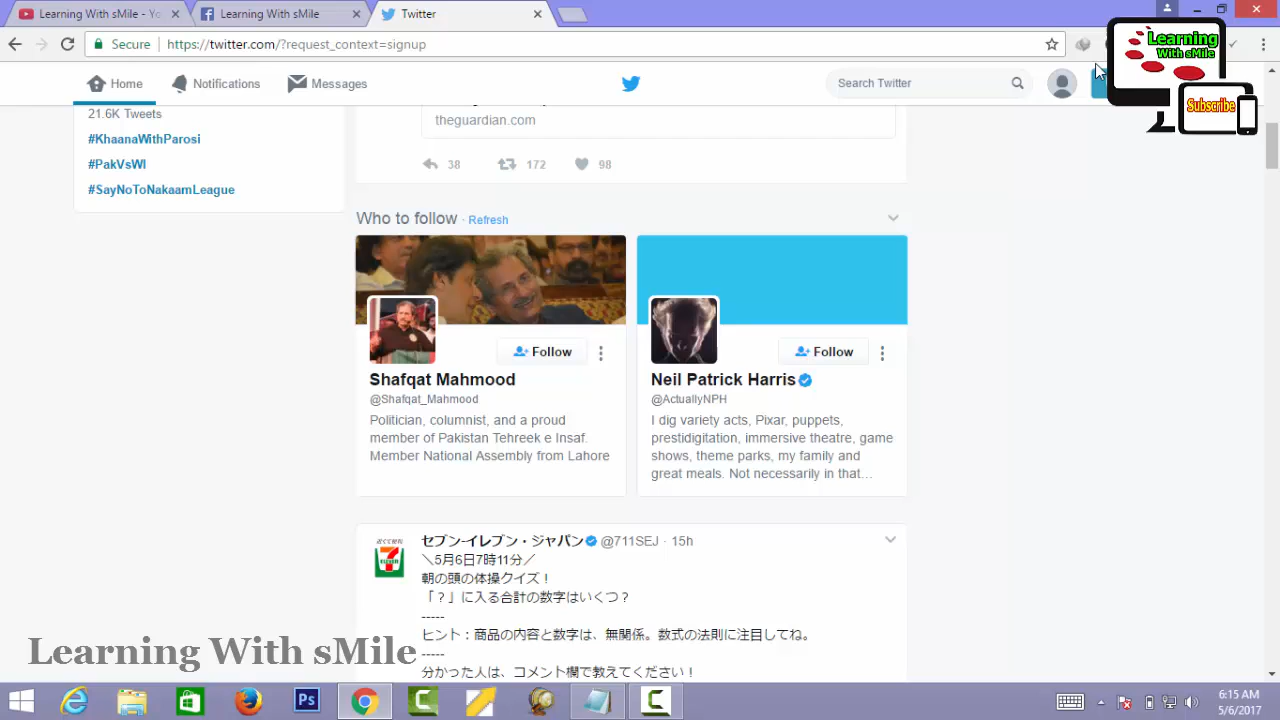 Learning With sMile - You
Learning With sMile
Twitter
Secure
https://twitter.com/?request_context=signup
Learning
With sMile
Subscribe
Home
Notifications
Messages
Search Twitter
21.6K Tweets
#KhaanaWithParosi
#PakVsWI
#SayNoToNakaamLeague
theguardian.com
38
172
98
Who to follow · Refresh
Follow
Shafqat Mahmood
@Shafqat_Mahmood
Politician, columnist, and a proud
member of Pakistan Tehreek e Insaf.
Member National Assembly from Lahore
Follow
Neil Patrick Harris
@ActuallyNPH
I dig variety acts, Pixar, puppets,
prestidigitation, immersive theatre, game
shows, theme parks, my family and
great meals. Not necessarily in that…
セブン‐イレブン・ジャパン @711SEJ · 15h
＼5月6日7時11分／
朝の頭の体操クイズ！
「？」に入る合計の数字はいくつ？
-----
ヒント：商品の内容と数字は、無関係。数式の法則に注目してね。
-----
分かった人は、コメント欄で教えてください！
Learning With sMile
Ps
6:15 AM
5/6/2017